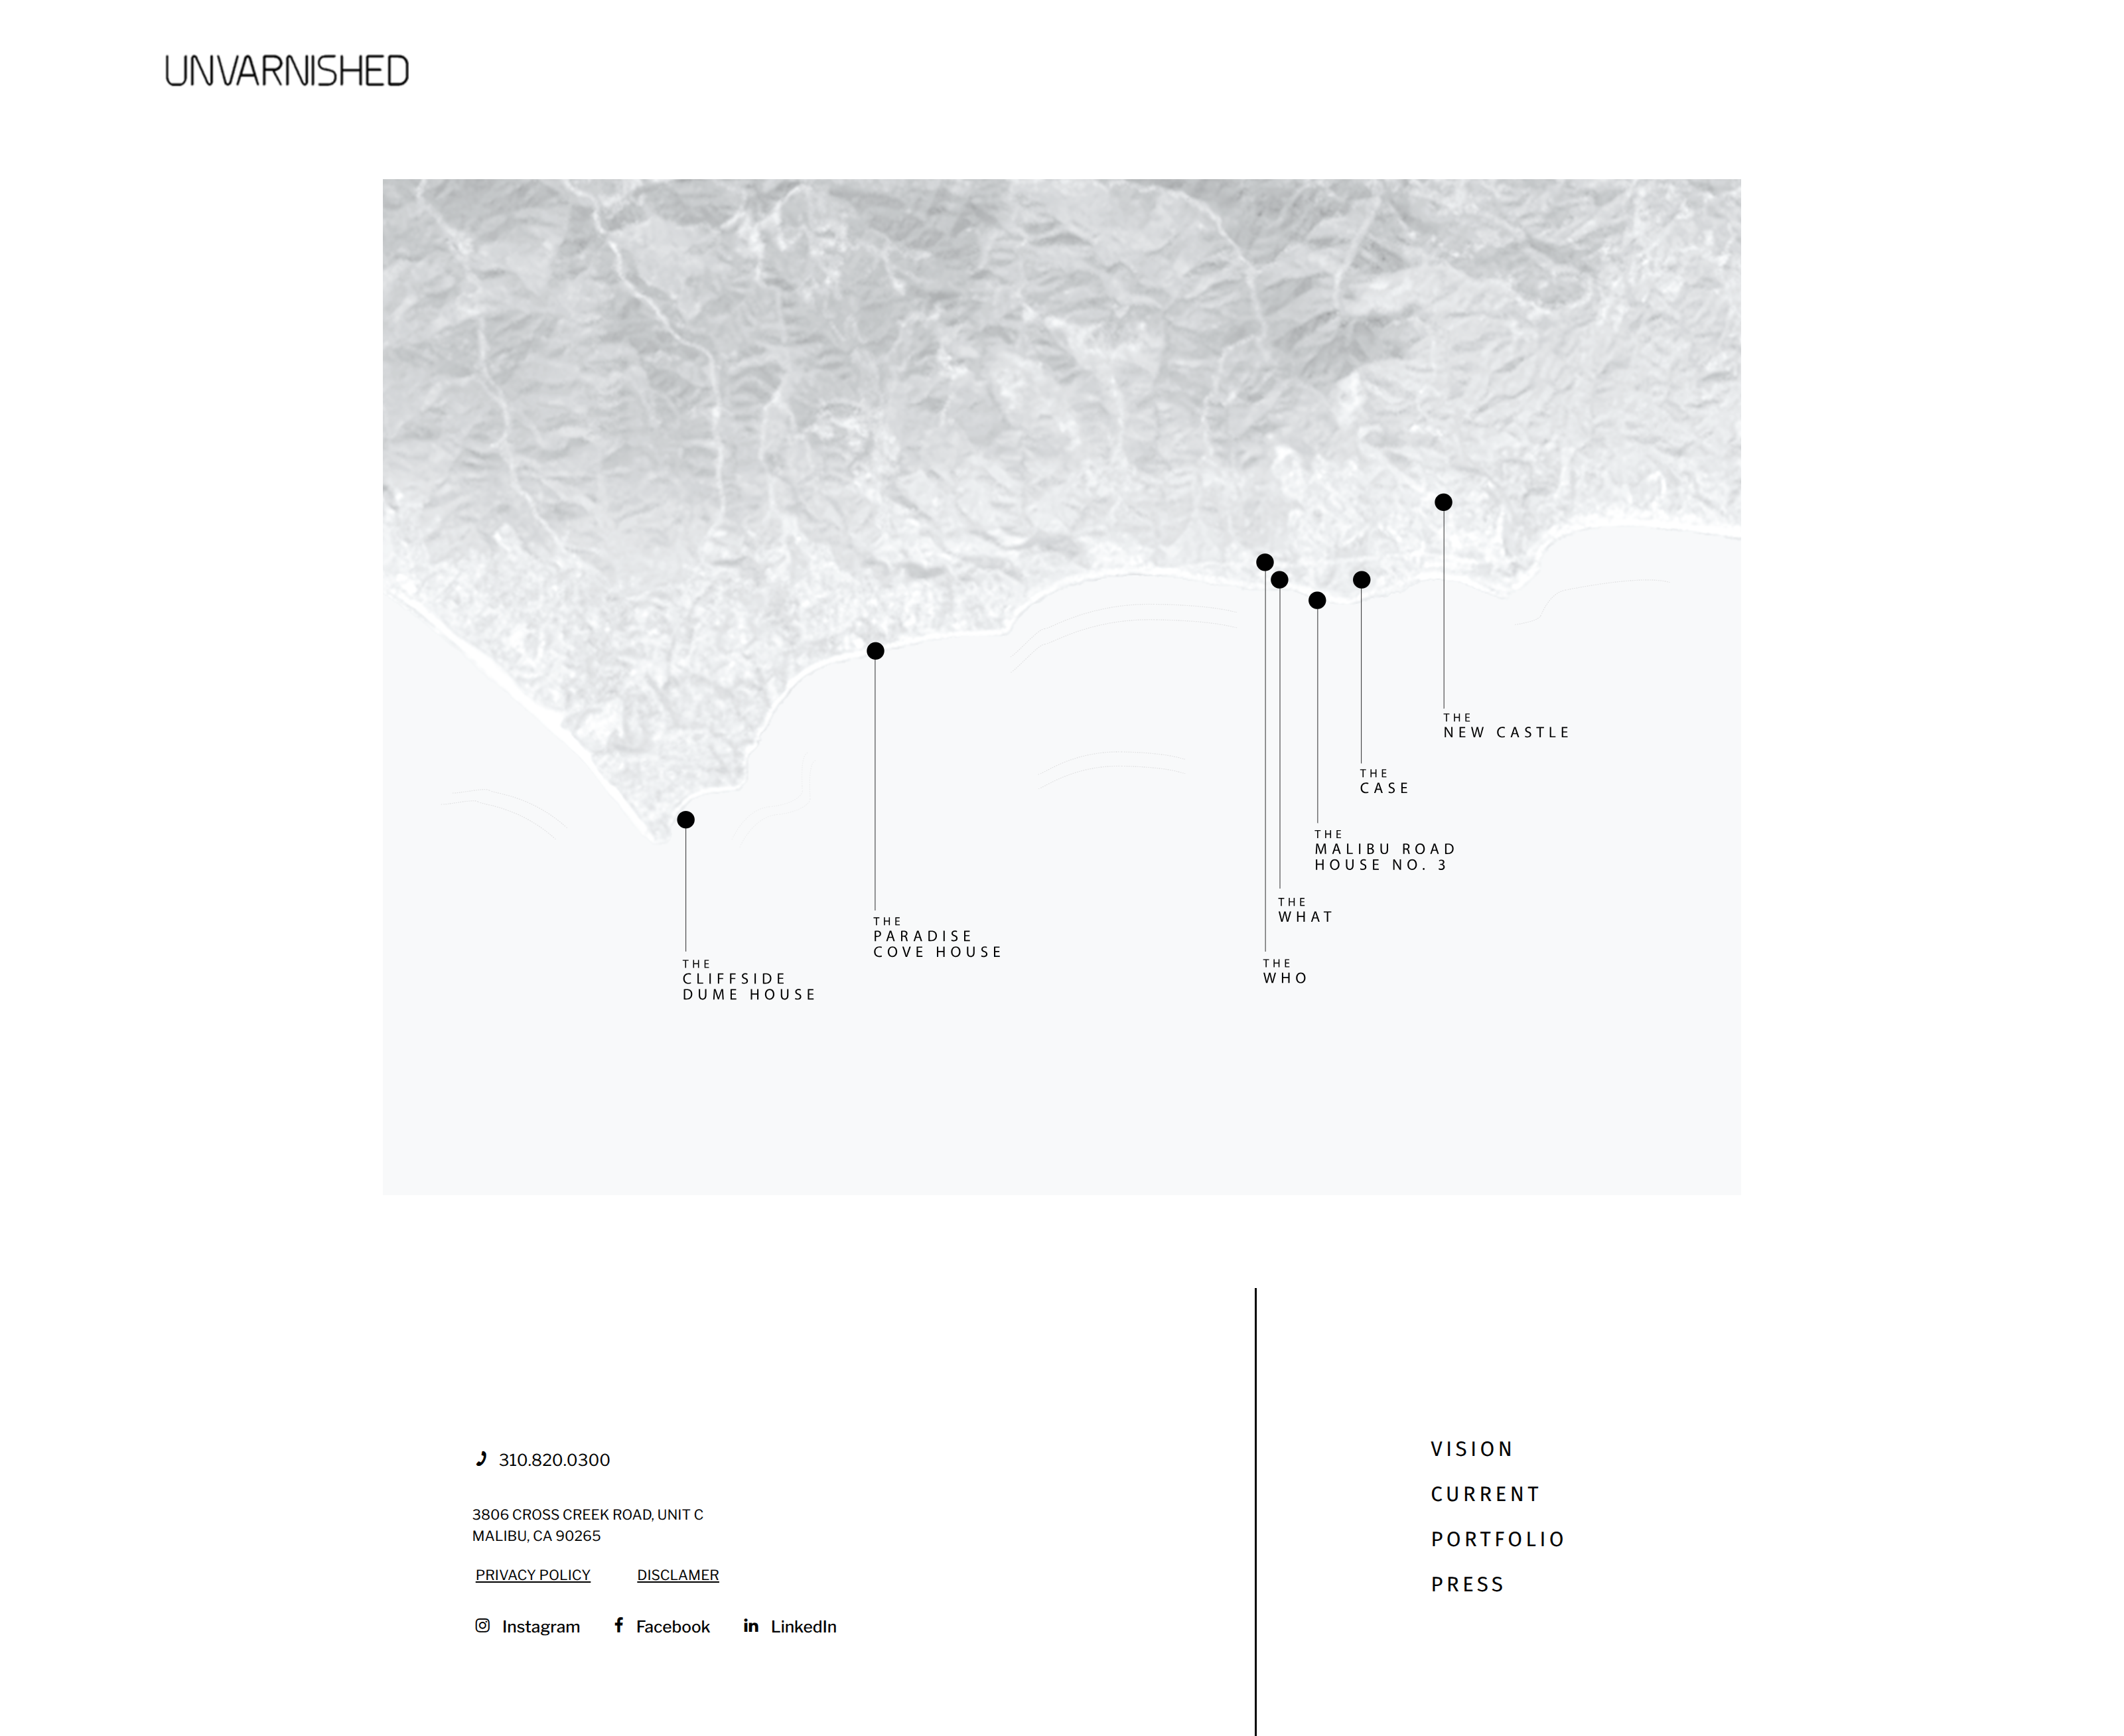 UNVARNISHED
THE
NEW CASTLE
THE
CASE
THE
MALIBU ROAD
HOUSE NO. 3
THE
WHAT
THE
PARADISE
COVE HOUSE
THE
WHO
THE
CLIFFSIDE
DUME HOUSE
310.820.0300
3806 CROSS CREEK ROAD, UNIT C
MALIBU, CA 90265
PRIVACY POLICY
DISCLAMER
Instagram
Facebook
LinkedIn
VISION
CURRENT
PORTFOLIO
PRESS